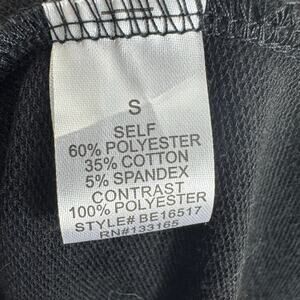 S
SELF
60% POLYESTER
35% COTTON
5% SPANDEX
CONTRAST
100% POLYESTER
STYLE# BE16517
RN#133165